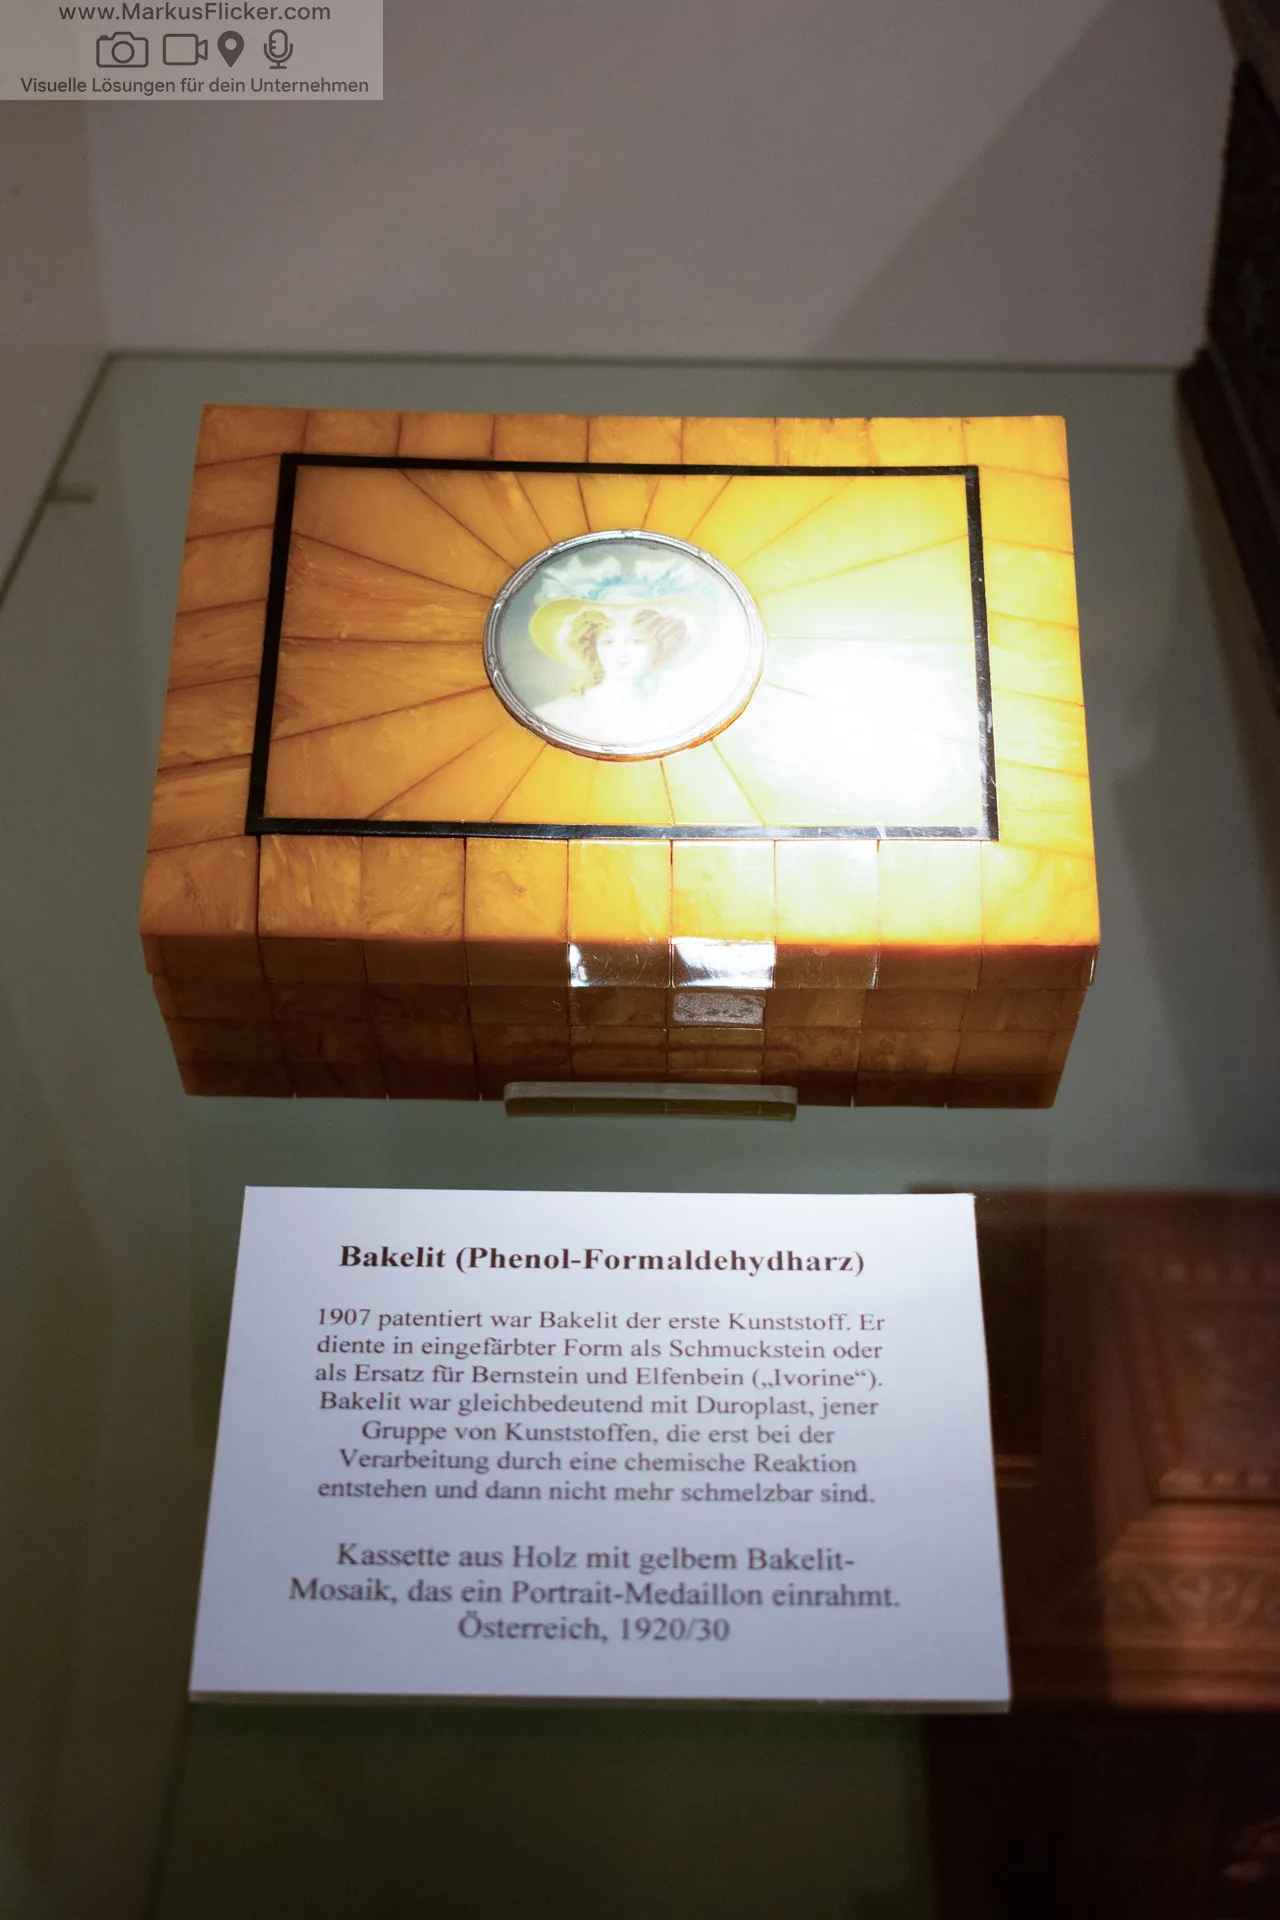 www.MarkusFlicker.com
Visuelle Lösungen für dein Unternehmen
Bakelit (Phenol-Formaldehydharz)
1907 patentiert war Bakelit der erste Kunststoff. Er
diente in eingefärbter Form als Schmuckstein oder
als Ersatz für Bernstein und Elfenbein („Ivorine“).
Bakelit war gleichbedeutend mit Duroplast, jener
Gruppe von Kunststoffen, die erst bei der
Verarbeitung durch eine chemische Reaktion
entstehen und dann nicht mehr schmelzbar sind.
Kassette aus Holz mit gelbem Bakelit-
Mosaik, das ein Portrait-Medaillon einrahmt.
Österreich, 1920/30